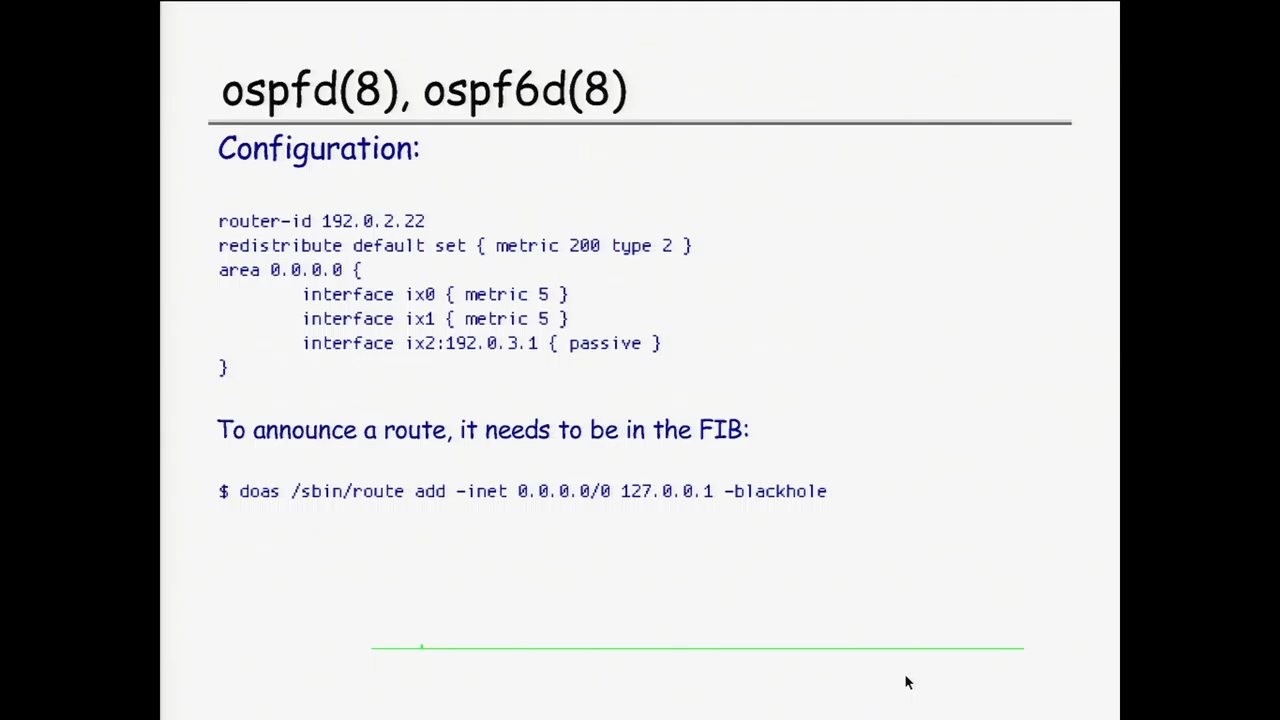 ospfd(8), ospf6d(8)
Configuration:
router-id 192.0.2.22
redistribute default set { metric 200 type 2 }
area 0.0.0.0 {
        interface ix0 { metric 5 }
        interface ix1 { metric 5 }
        interface ix2:192.0.3.1 { passive }
}
To announce a route, it needs to be in the FIB:
$ doas /sbin/route add -inet 0.0.0.0/0 127.0.0.1 -blackhole